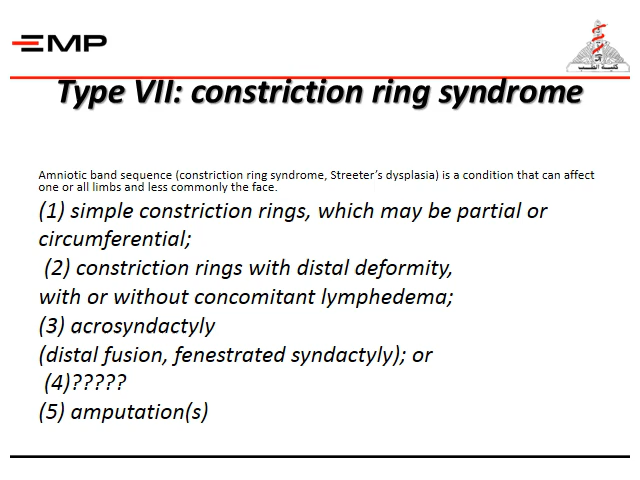 EMP
كلية الطب
Type VII: constriction ring syndrome
Amniotic band sequence (constriction ring syndrome, Streeter’s dysplasia) is a condition that can affect
one or all limbs and less commonly the face.
(1) simple constriction rings, which may be partial or
circumferential;
(2) constriction rings with distal deformity,
with or without concomitant lymphedema;
(3) acrosyndactyly
(distal fusion, fenestrated syndactyly); or
(4)?????
(5) amputation(s)